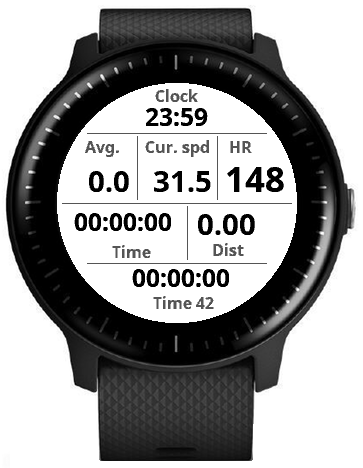 Clock
23:59
Avg. Cur. spd HR
0.0 31.5 148
00:00:00 0.00
Time Dist
00:00:00
Time 42